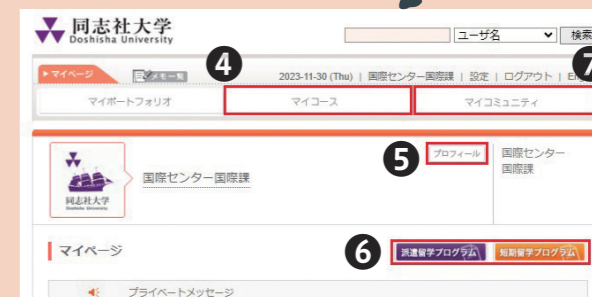 同志社大学
Doshisha University
ユーザ名 検索
マイページ メモ一覧 ❹ 2023-11-30 (Thu) | 国際センター国際課 | 設定 | ログアウト | ❼
マイポートフォリオ マイコース マイコミュニティ
❺ プロフィール 国際センター
国際課
国際センター国際課
同志社大学
Doshisha University
マイページ ❻ 派遣留学プログラム 短期留学プログラム
プライベートメッセージ